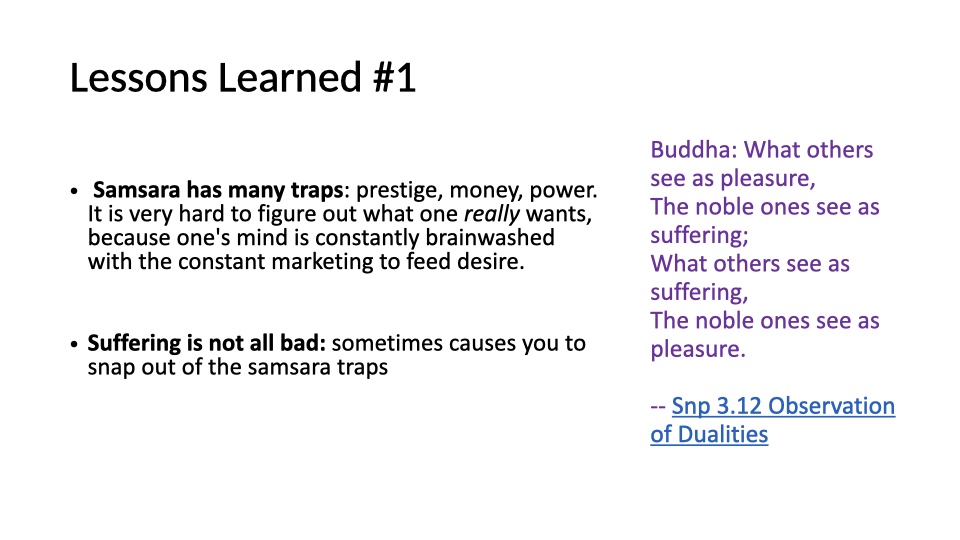 Lessons Learned #1
• Samsara has many traps: prestige, money, power.
It is very hard to figure out what one really wants,
because one's mind is constantly brainwashed
with the constant marketing to feed desire.
• Suffering is not all bad: sometimes causes you to
snap out of the samsara traps
Buddha: What others
see as pleasure,
The noble ones see as
suffering;
What others see as
suffering,
The noble ones see as
pleasure.
-- Snp 3.12 Observation
of Dualities